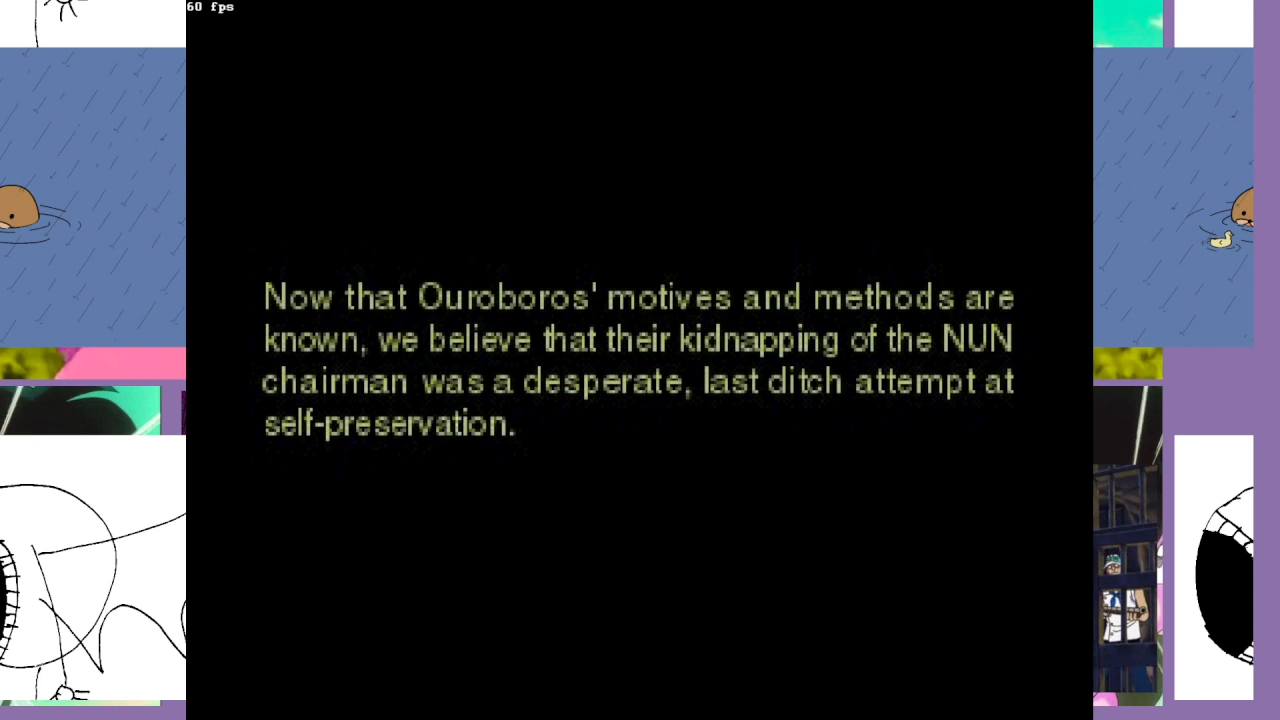 60 fps
Now that Ouroboros' motives and methods are
known, we believe that their kidnapping of the NUN
chairman was a desperate, last ditch attempt at
self-preservation.